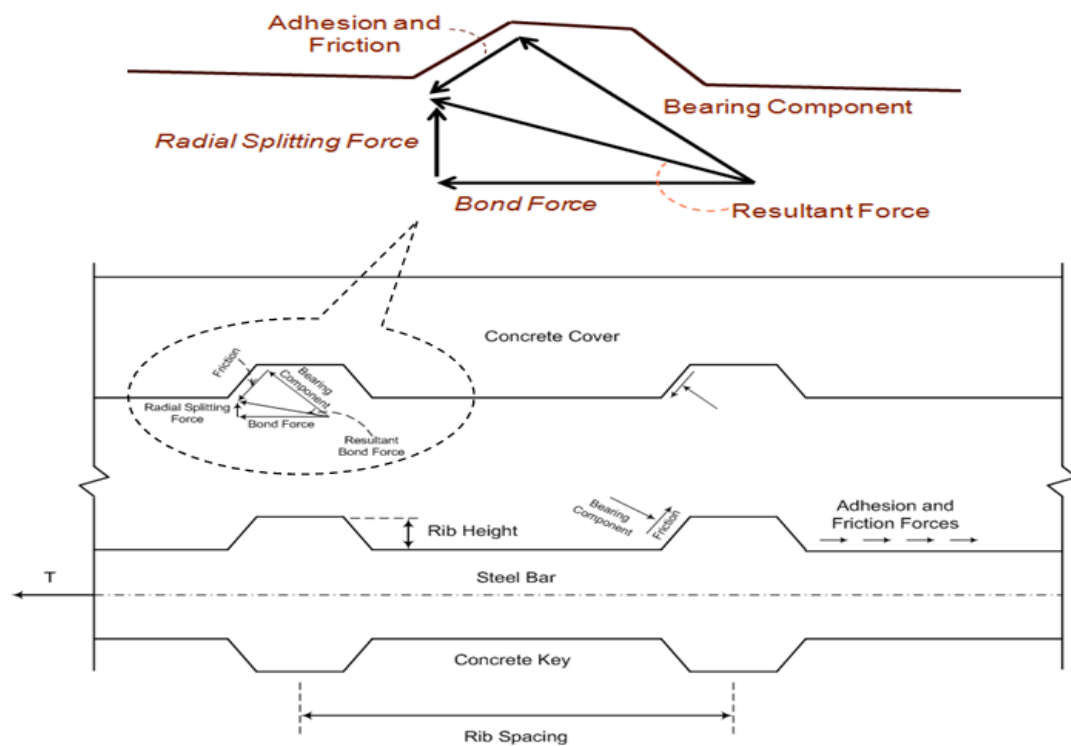 Adhesion and
Friction
Bearing Component
Radial Splitting Force
Bond Force
Resultant Force
Concrete Cover
Friction
Bearing
Component
Radial Splitting
Force
Bond Force
Resultant
Bond Force
Rib Height
Bearing
Component
Friction
Adhesion and
Friction Forces
T
Steel Bar
Concrete Key
Rib Spacing